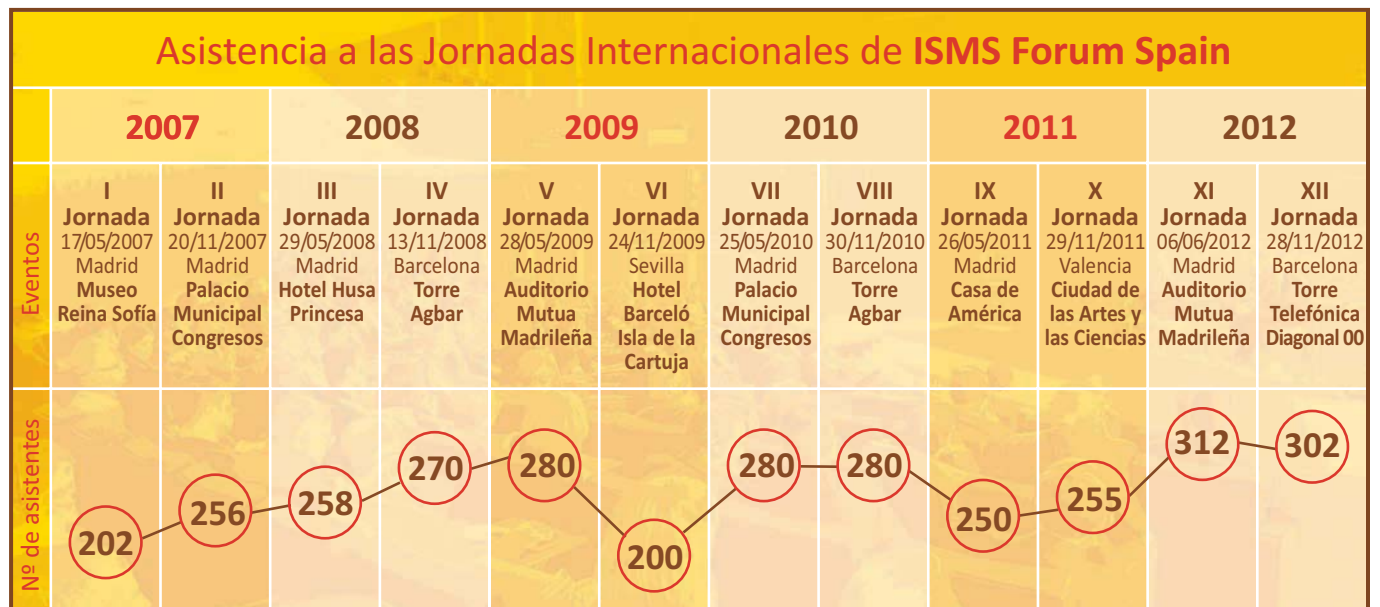 Asistencia a las Jornadas Internacionales de ISMS Forum Spain
2007
2008
2009
2010
2011
2012
Eventos
I
Jornada
17/05/2007
Madrid
Museo
Reina Sofía
II
Jornada
20/11/2007
Madrid
Palacio
Municipal
Congresos
III
Jornada
29/05/2008
Madrid
Hotel Husa
Princesa
IV
Jornada
13/11/2008
Barcelona
Torre
Agbar
V
Jornada
28/05/2009
Madrid
Auditorio
Mutua
Madrileña
VI
Jornada
24/11/2009
Sevilla
Hotel
Barceló
Isla de la
Cartuja
VII
Jornada
25/05/2010
Madrid
Palacio
Municipal
Congresos
VIII
Jornada
30/11/2010
Barcelona
Torre
Agbar
IX
Jornada
26/05/2011
Madrid
Casa de
América
X
Jornada
29/11/2011
Valencia
Ciudad de
las Artes y
las Ciencias
XI
Jornada
06/06/2012
Madrid
Auditorio
Mutua
Madrileña
XII
Jornada
28/11/2012
Barcelona
Torre
Telefónica
Diagonal 00
Nº de asistentes
202
256
258
270
280
200
280
280
250
255
312
302